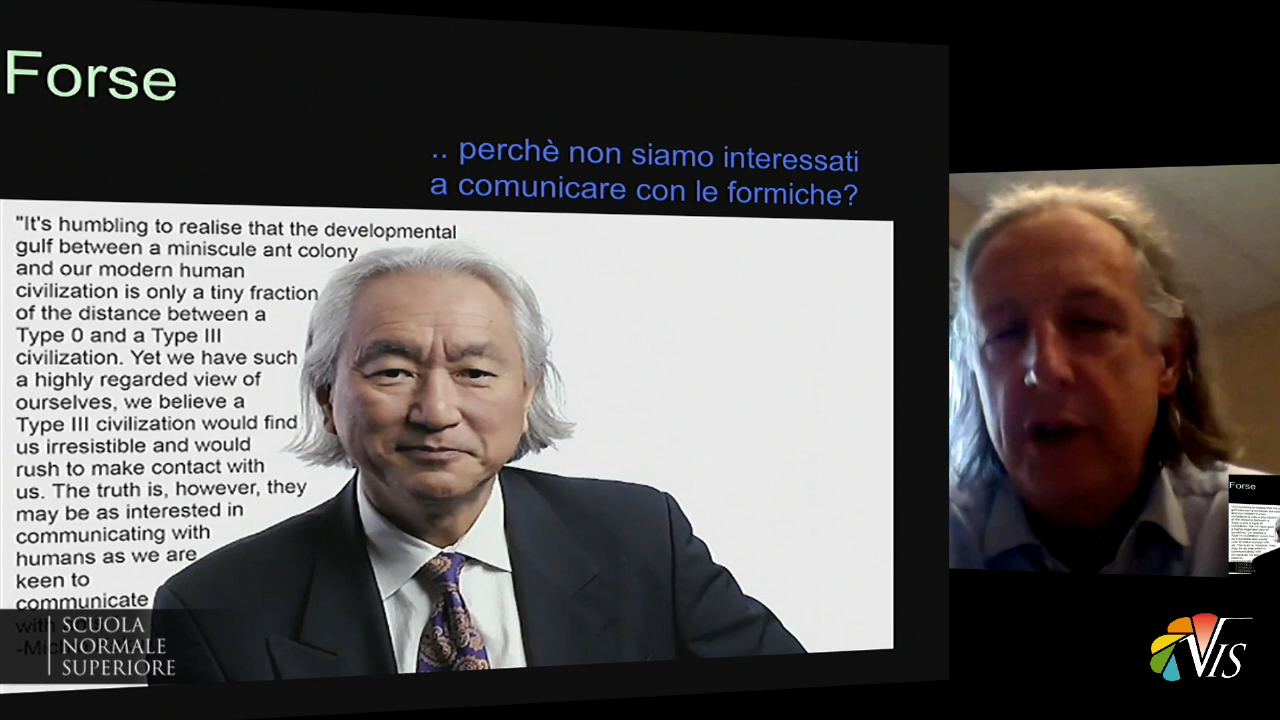 Forse
.. perchè non siamo interessati
a comunicare con le formiche?
"It's humbling to realise that the developmental
gulf between a miniscule ant colony
and our modern human
civilization is only a tiny fraction
of the distance between a
Type 0 and a Type III
civilization. Yet we have such
a highly regarded view of
ourselves, we believe a
Type III civilization would find
us irresistible and would
rush to make contact with
us. The truth is, however, they
may be as interested in
communicating with
humans as we are
keen to
communicate
with
SCUOLA
NORMALE
SUPERIORE
VIS
Forse